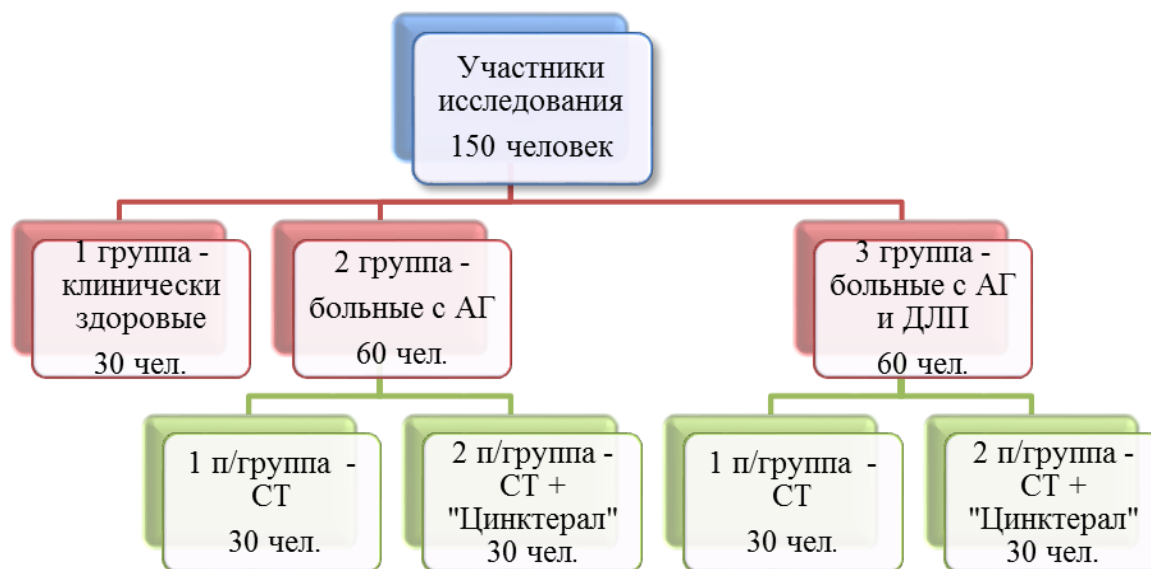 Участники
исследования
150 человек
1 группа -
клинически
здоровые
30 чел.
2 группа -
больные с АГ
60 чел.
3 группа -
больные с АГ
и ДЛП
60 чел.
1 п/группа -
СТ
30 чел.
2 п/группа -
СТ +
"Цинктерал"
30 чел.
1 п/группа -
СТ
30 чел.
2 п/группа -
СТ +
"Цинктерал"
30 чел.